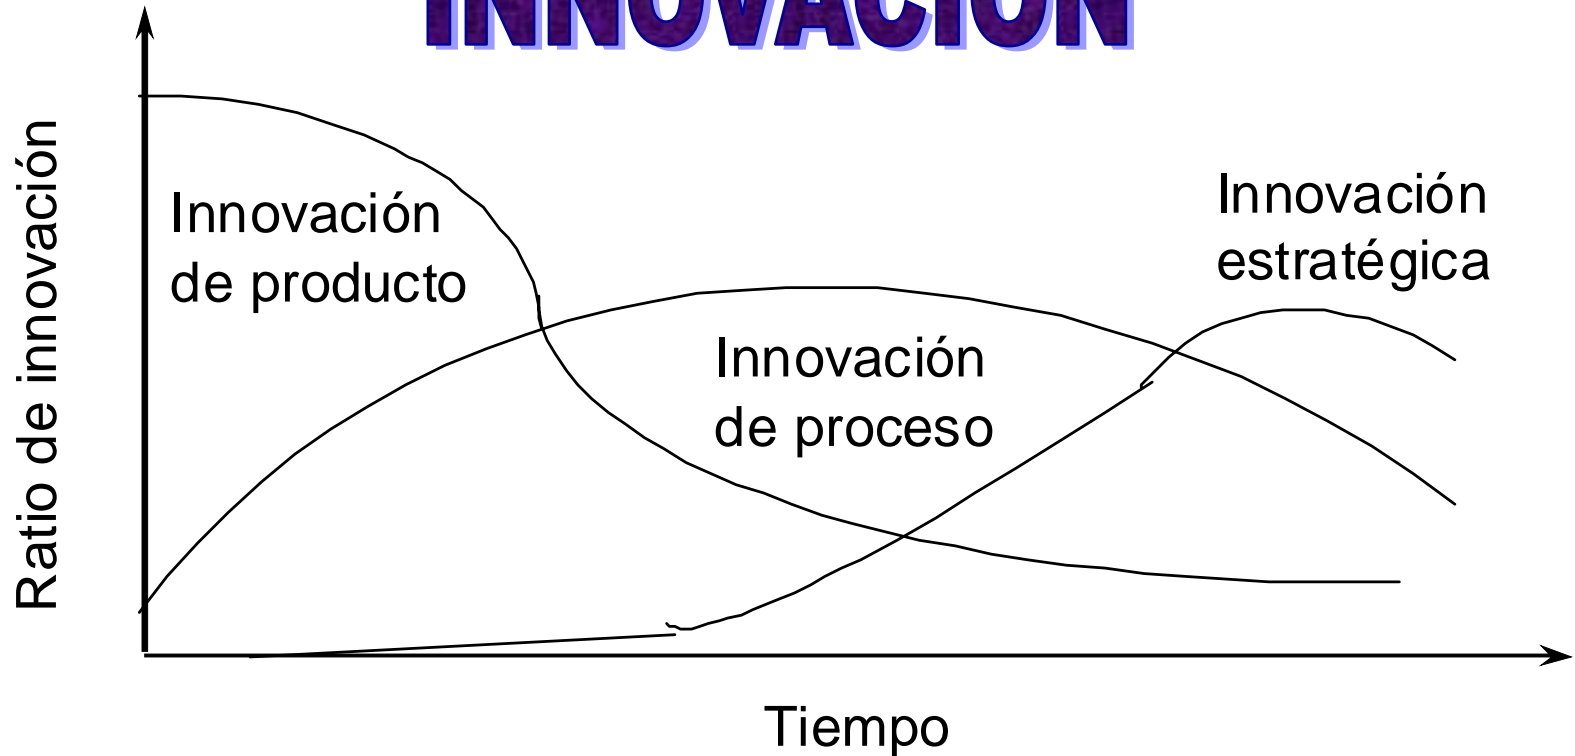 INNOVACIÓN
Ratio de innovación
Innovación
de producto
Innovación
de proceso
Innovación
estratégica
Tiempo